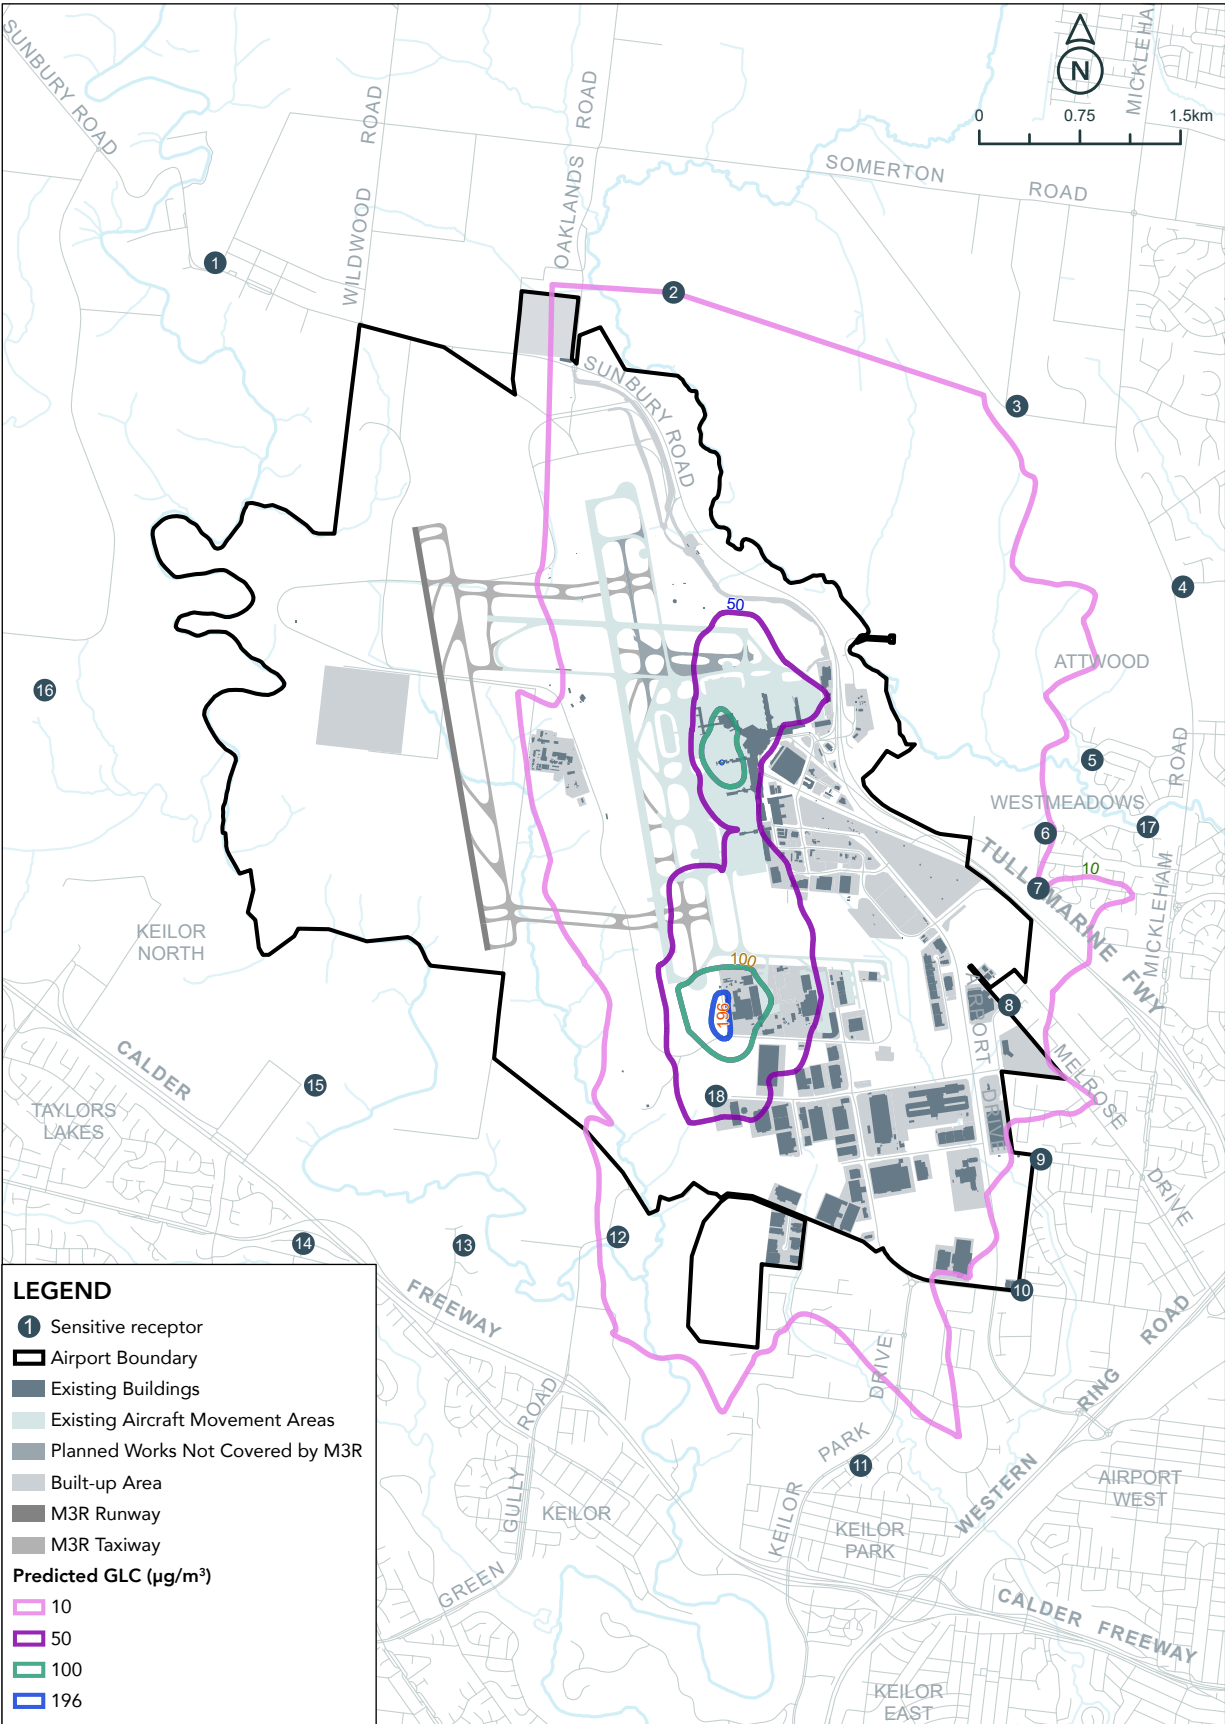 SUNBURY ROAD
WILDWOOD
ROAD
OAKLANDS
ROAD
N
0
0.75
1.5km
SOMERTON
ROAD
1
2
SUNBURY ROAD
3
4
50
ATTWOOD
16
5
ROAD
WESTMEADOWS
6
17
7
10
TULLAMARINE FWY
MICKLEHAM
KEILOR
NORTH
100
196
8
AIRPORT
DRIVE
MELROSE
DRIVE
CALDER
15
18
TAYLORS
LAKES
9
14
13
12
10
FREEWAY
ROAD
GULLY
GREEN
DRIVE
PARK
KEILOR
11
KEILOR
KEILOR
PARK
WESTERN
RING
ROAD
AIRPORT
WEST
CALDER FREEWAY
KEILOR
EAST
LEGEND
1 Sensitive receptor
Airport Boundary
Existing Buildings
Existing Aircraft Movement Areas
Planned Works Not Covered by M3R
Built-up Area
M3R Runway
M3R Taxiway
Predicted GLC (µg/m³)
10
50
100
196